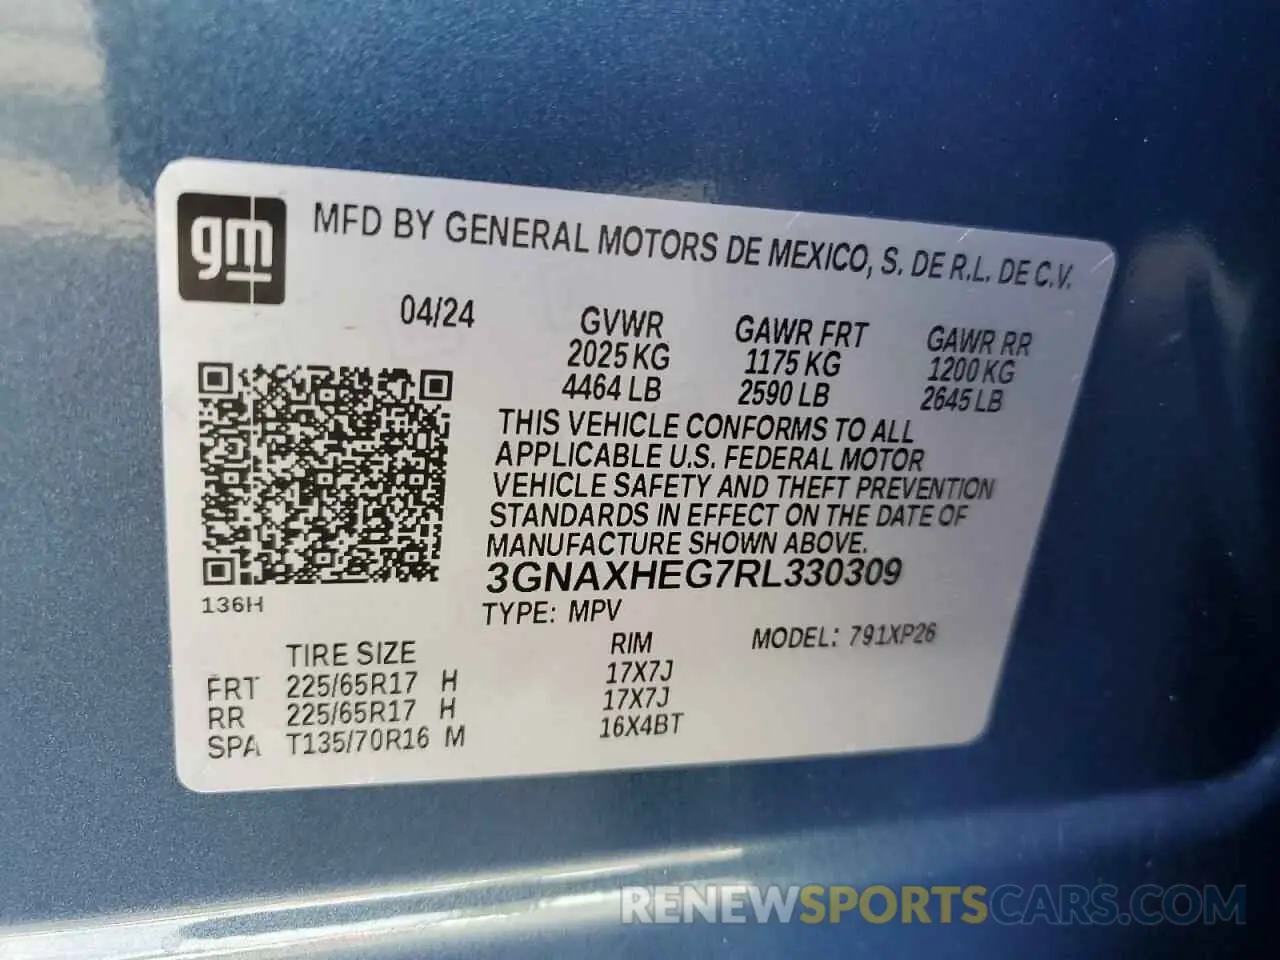 gm
MFD BY GENERAL MOTORS DE MEXICO, S. DE R.L. DE C.V.
04/24
GVWR GAWR FRT GAWR RR
2025 KG 1175 KG 1200 KG
4464 LB 2590 LB 2645 LB
THIS VEHICLE CONFORMS TO ALL
APPLICABLE U.S. FEDERAL MOTOR
VEHICLE SAFETY AND THEFT PREVENTION
STANDARDS IN EFFECT ON THE DATE OF
MANUFACTURE SHOWN ABOVE.
3GNAXHEG7RL330309
136H
TYPE: MPV
MODEL: 791XP26
TIRE SIZE RIM
FRT 225/65R17 H 17X7J
RR 225/65R17 H 17X7J
SPA T135/70R16 M 16X4BT
RENEWSPORTSCARS.COM